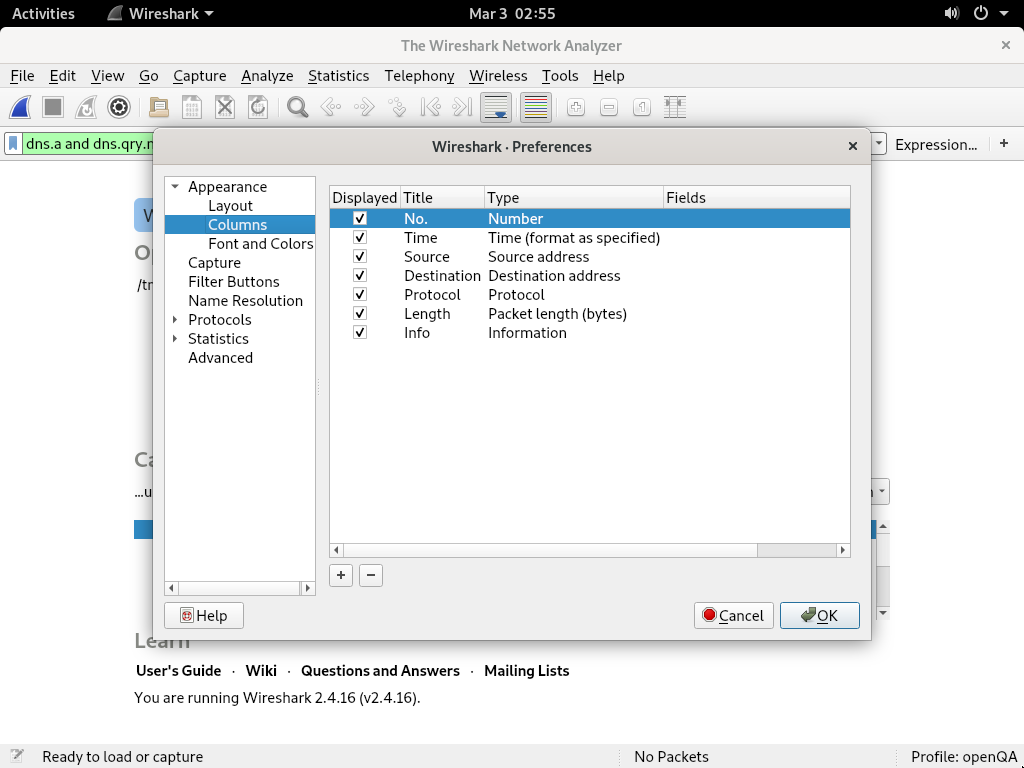 Activities Wireshark Mar 3 02:55
The Wireshark Network Analyzer
File Edit View Go Capture Analyze Statistics Telephony Wireless Tools Help
dns.a and dns.qry.n Expression... +
Wireshark · Preferences
Appearance
Layout
Columns
Font and Colors
Capture
Filter Buttons
Name Resolution
Protocols
Statistics
Advanced
Displayed Title Type Fields
No. Number
Time Time (format as specified)
Source Source address
Destination Destination address
Protocol Protocol
Length Packet length (bytes)
Info Information
+ −
Help Cancel OK
Learn
User's Guide · Wiki · Questions and Answers · Mailing Lists
You are running Wireshark 2.4.16 (v2.4.16).
Ready to load or capture No Packets Profile: openQA